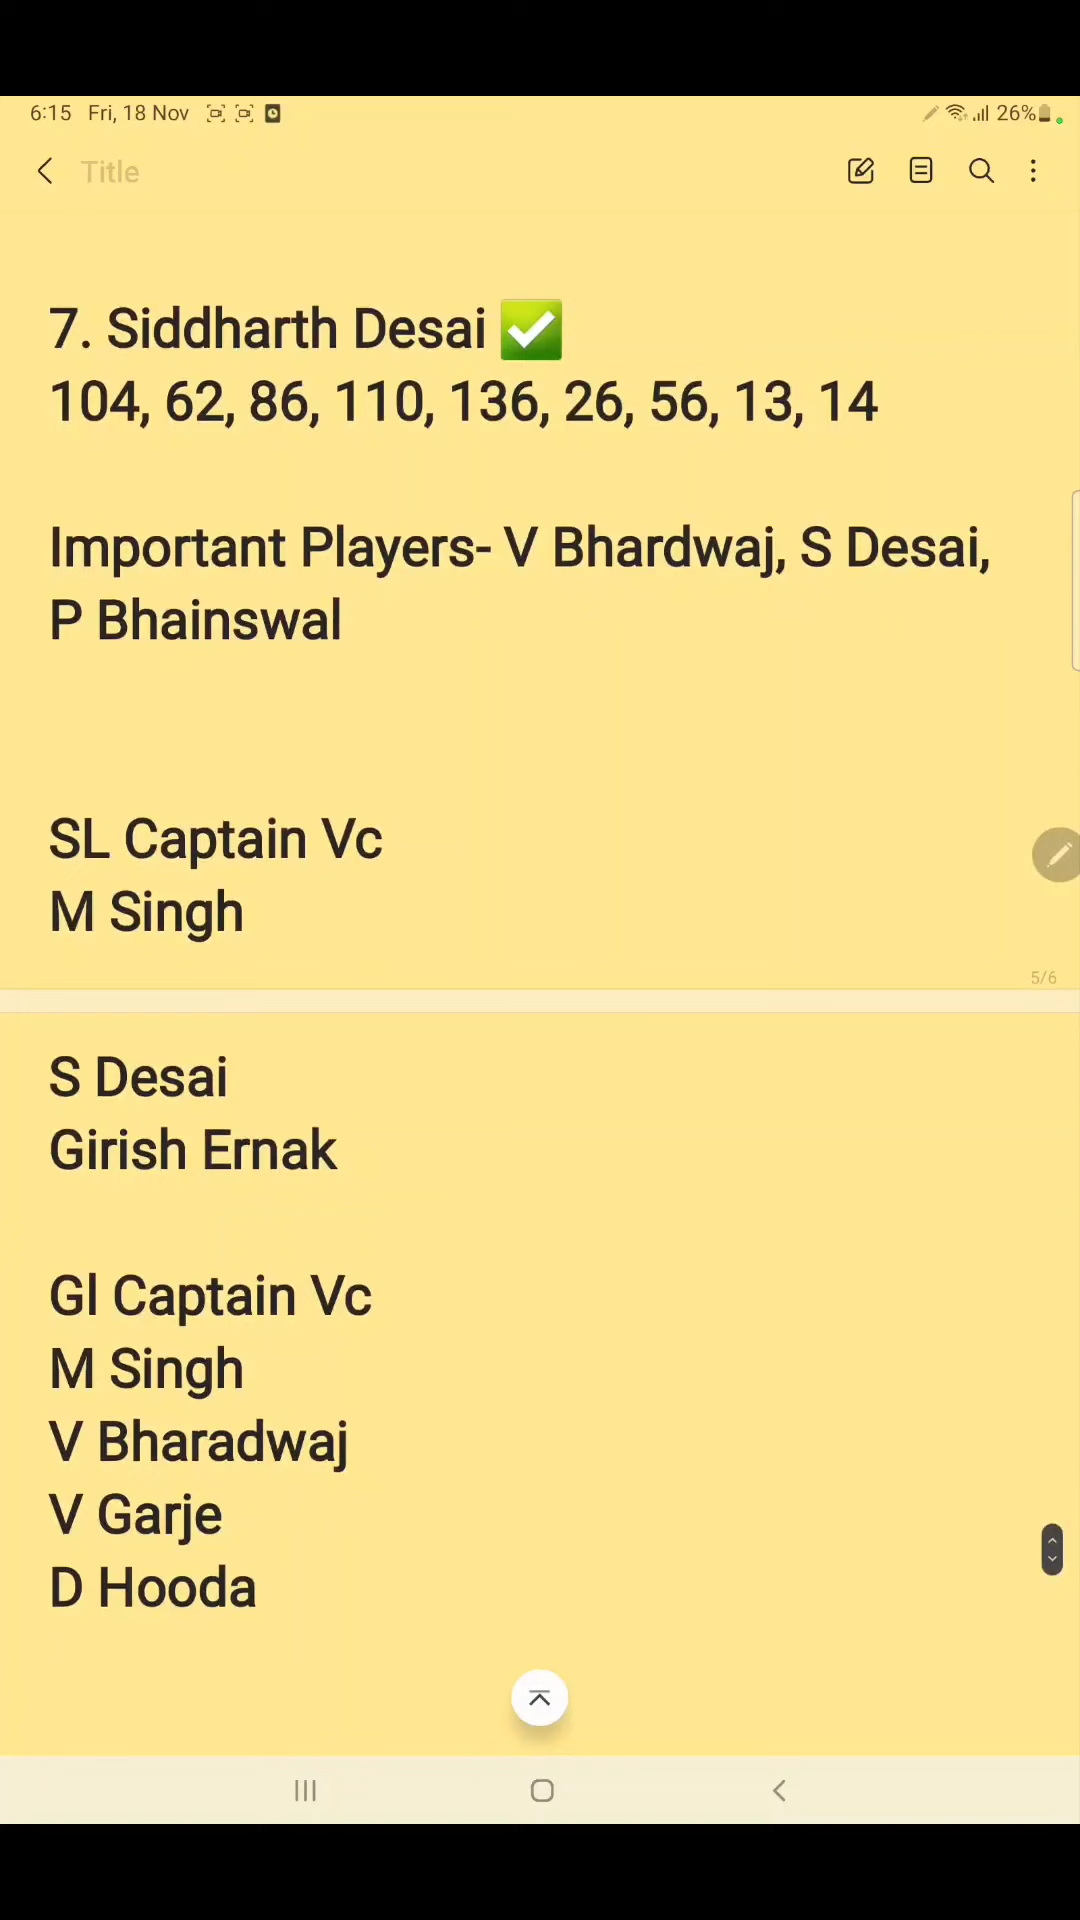 6:15 Fri, 18 Nov 26%
Title
7. Siddharth Desai ✅
104, 62, 86, 110, 136, 26, 56, 13, 14
Important Players- V Bhardwaj, S Desai,
P Bhainswal
SL Captain Vc
M Singh
5/6
S Desai
Girish Ernak
Gl Captain Vc
M Singh
V Bharadwaj
V Garje
D Hooda